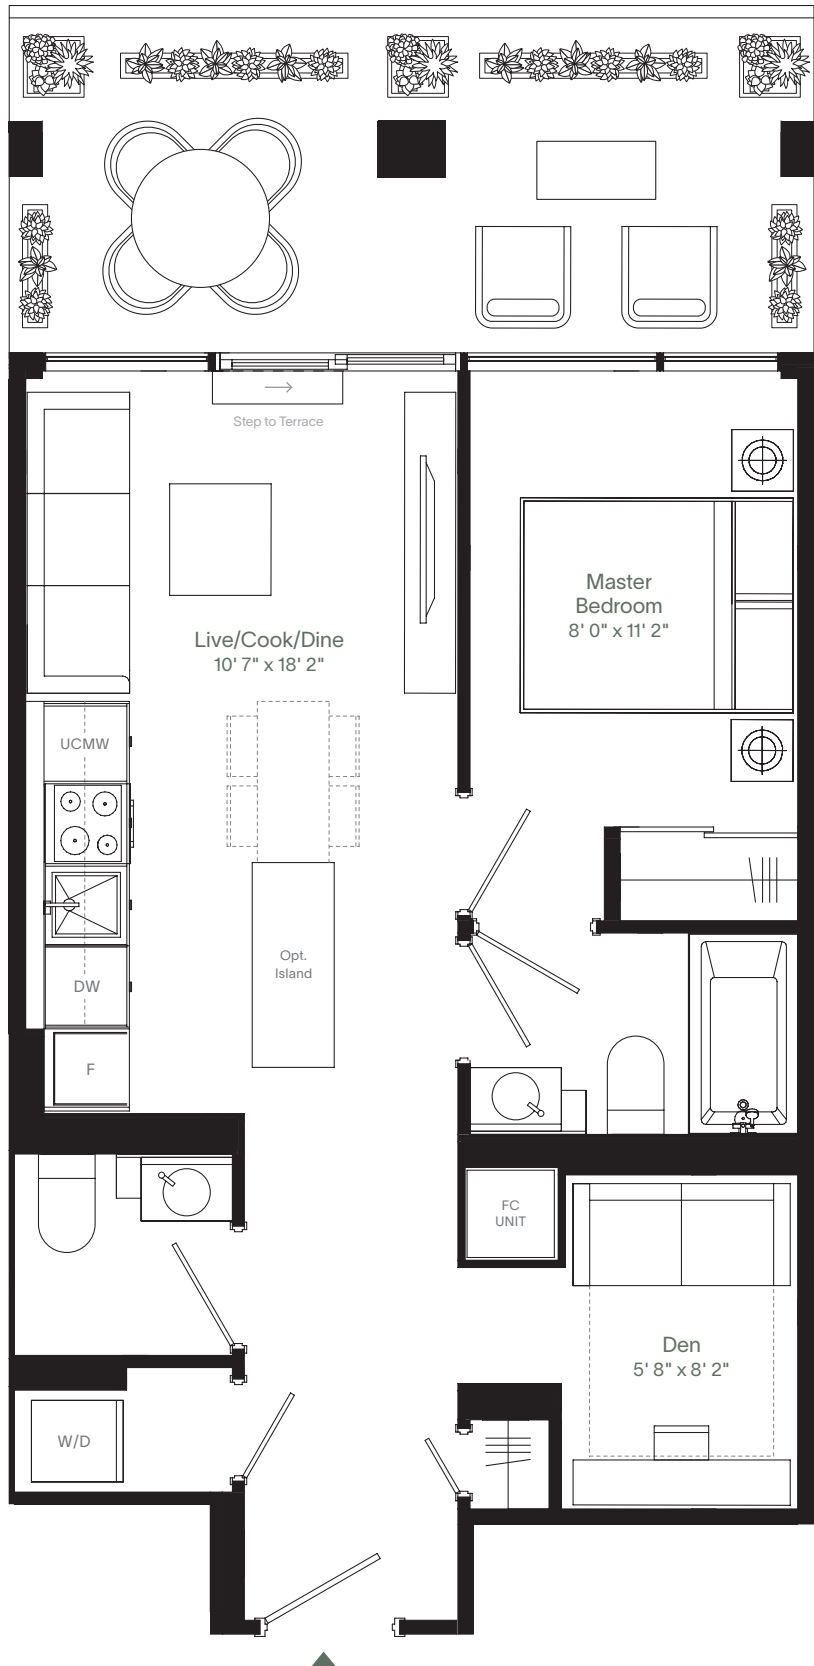 Step to Terrace
Master
Bedroom
8' 0" x 11' 2"
Live/Cook/Dine
10' 7" x 18' 2"
UCMW
Opt.
Island
DW
F
FC
UNIT
Den
5' 8" x 8' 2"
W/D